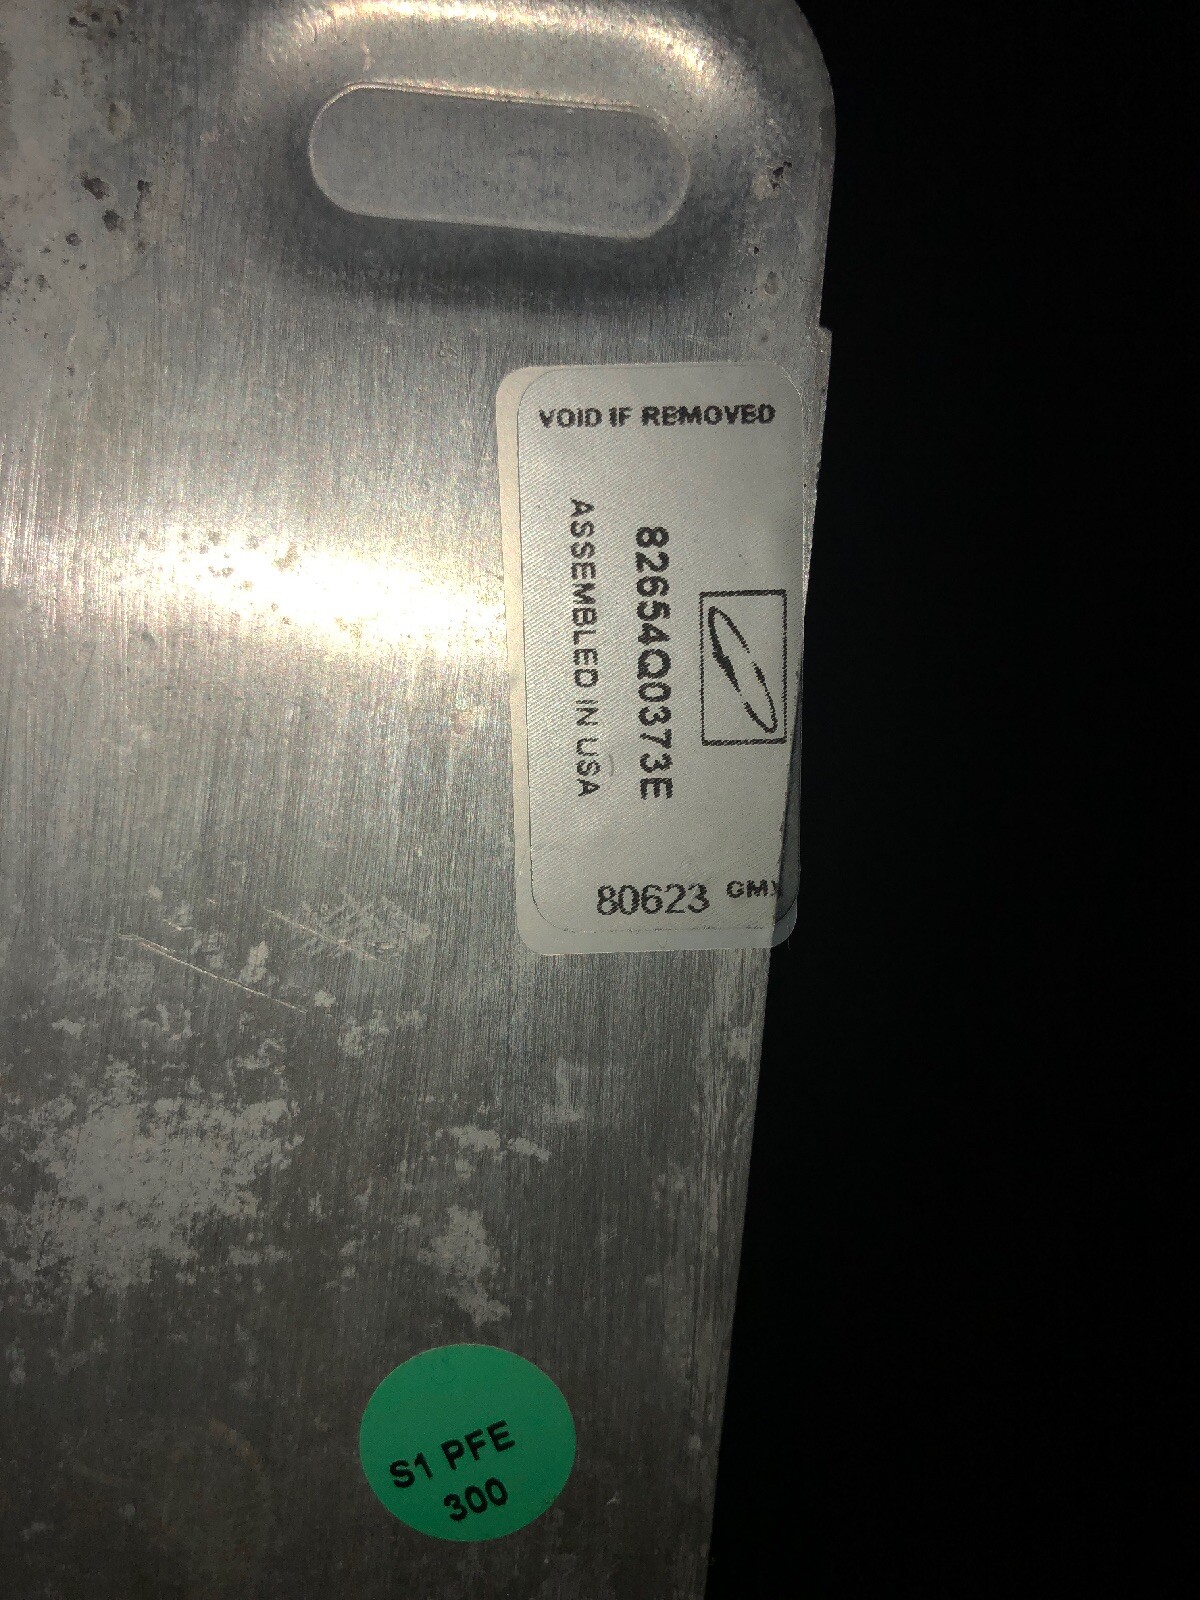 VOID IF REMOVED
82654Q0373E
ASSEMBLED IN USA
80623
S1 PFE
300